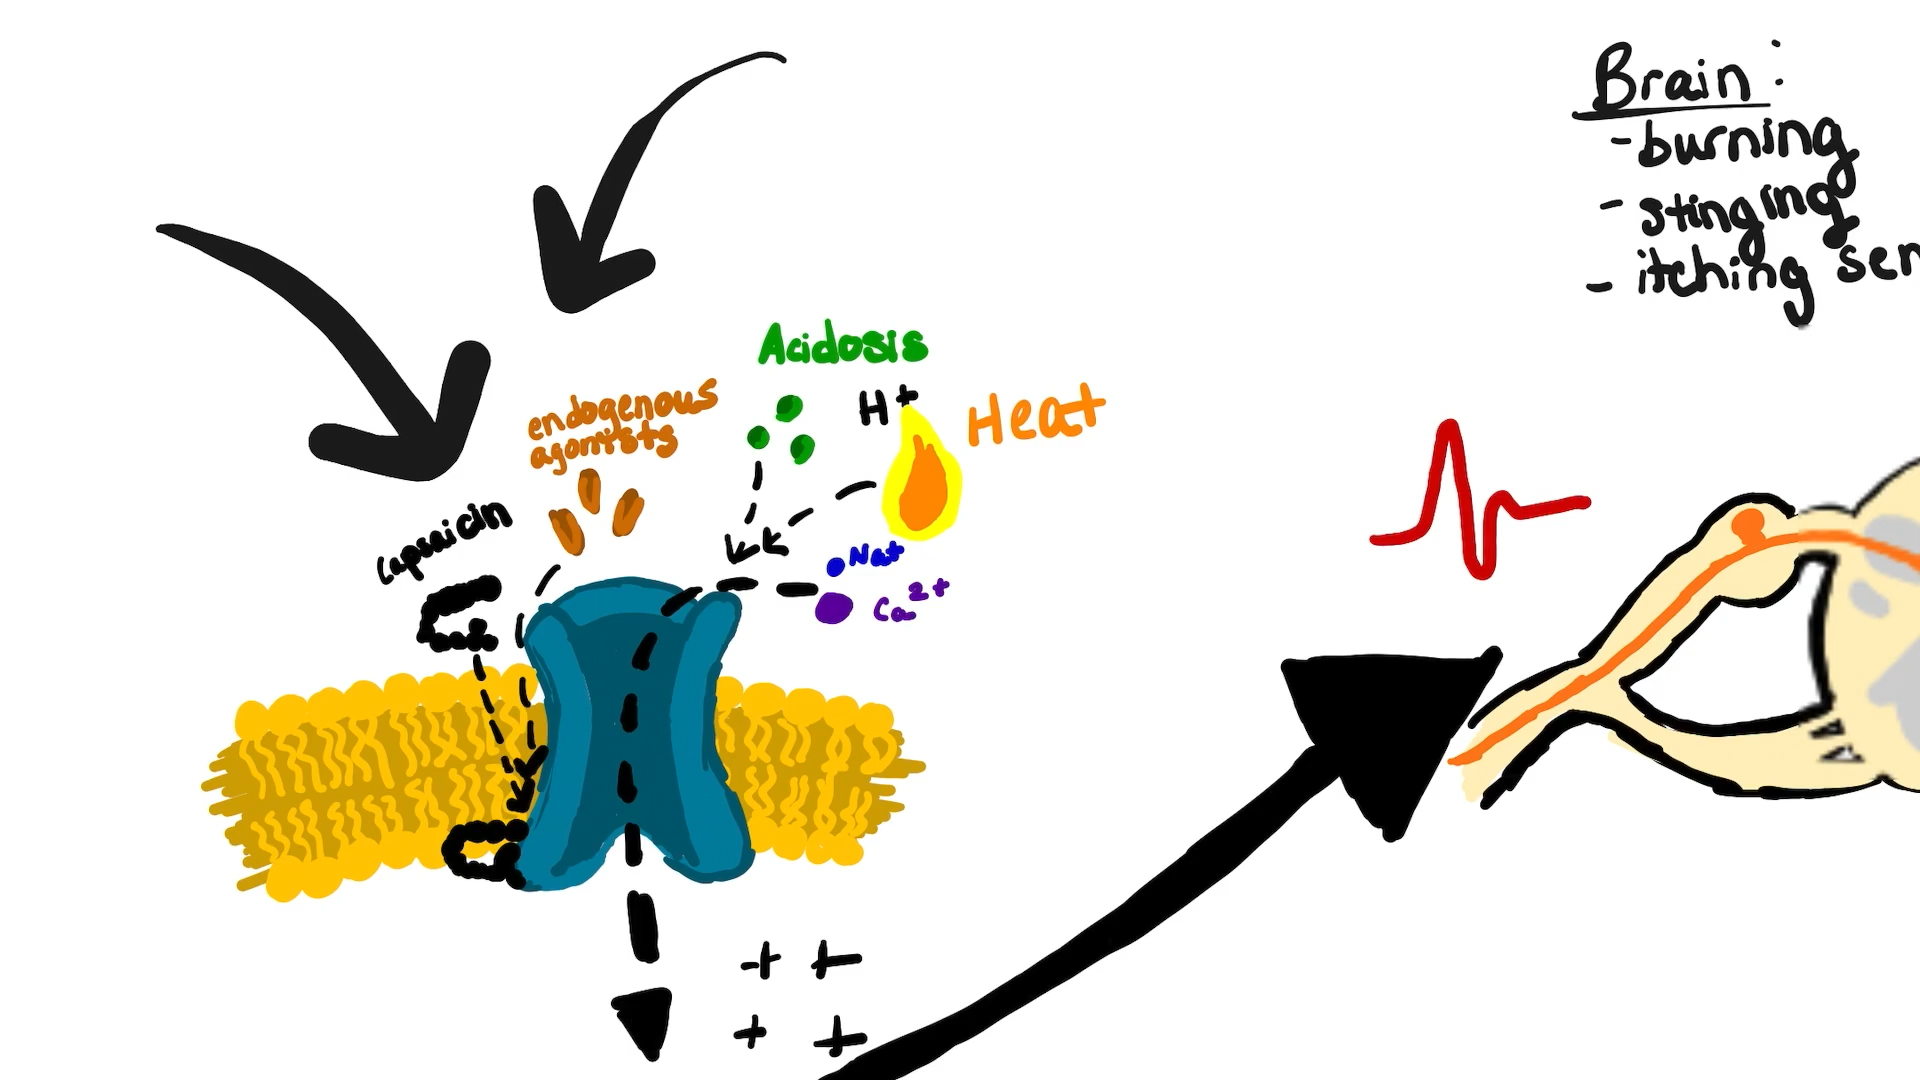 Brain:
- burning
- stinging
- itching sen
Acidosis
H+
Heat
endogenous
agonists
Capsaicin
Na+
Ca2+
+ +
+ +